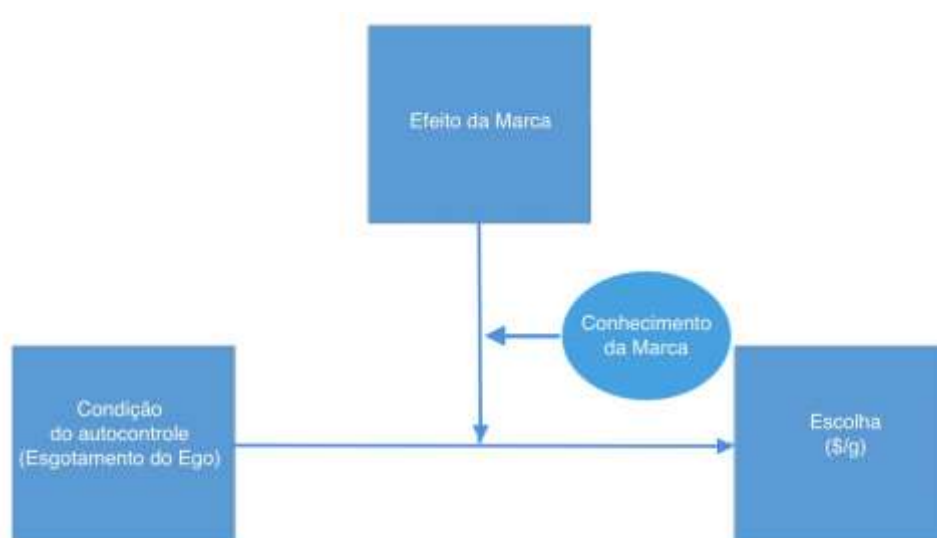 Efeito da Marca
Conhecimento
da Marca
Condição
do autocontrole
(Esgotamento do Ego)
Escolha
($/g)